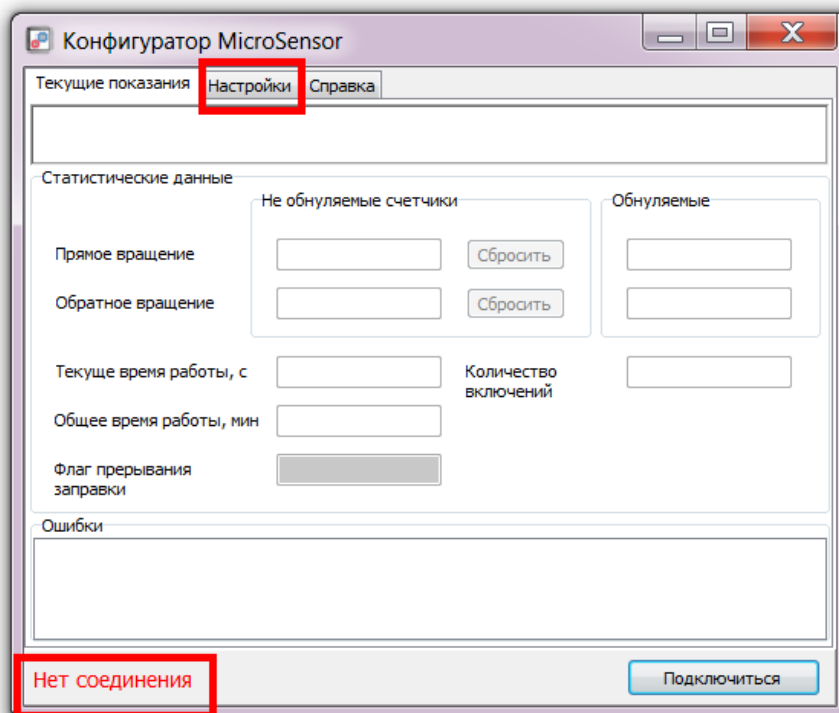 Конфигуратор MicroSensor
Текущие показания Настройки Справка
Статистические данные
Не обнуляемые счетчики Обнуляемые
Прямое вращение Сбросить
Обратное вращение Сбросить
Текуще время работы, с Количество
включений
Общее время работы, мин
Флаг прерывания
заправки
Ошибки
Нет соединения Подключиться